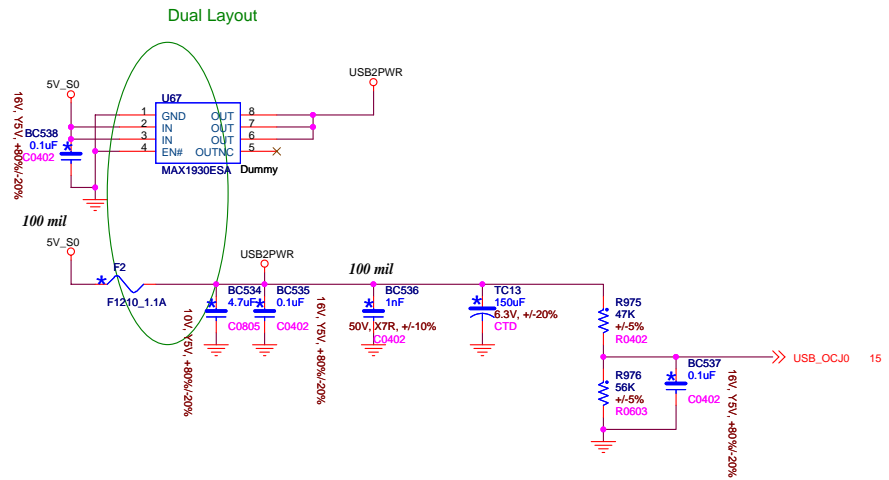 Dual Layout
USB2PWR
5V_S0
U67
1 GND OUT 8
2 IN OUT 7
3 IN OUT 6
4 EN# OUTNC 5
MAX1930ESA Dummy
BC538
0.1uF
C0402
16V, Y5V, +80%/-20%
100 mil
5V_S0
F2
F1210_1.1A
USB2PWR
100 mil
BC534
4.7uF
C0805
10V, Y5V, +80%/-20%
BC535
0.1uF
C0402
16V, Y5V, +80%/-20%
BC536
1nF
50V, X7R, +/-10%
C0402
TC13
150uF
6.3V, +/-20%
CTD
R975
47K
+/-5%
R0402
R976
56K
+/-5%
R0603
BC537
0.1uF
C0402
16V, Y5V, +80%/-20%
USB_OCJ0 15